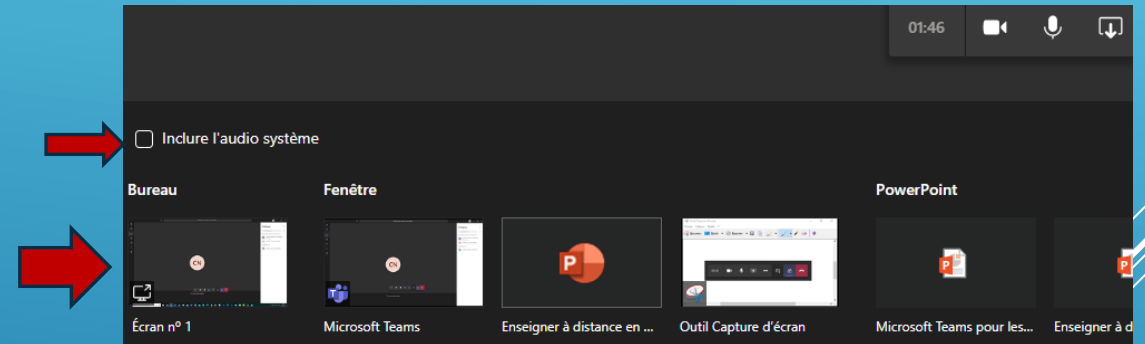 01:46
Inclure l'audio système
Bureau
Fenêtre
PowerPoint
CN
CN
Écran nº 1
Microsoft Teams
Enseigner à distance en ...
Outil Capture d'écran
Microsoft Teams pour les...
Enseigner à d